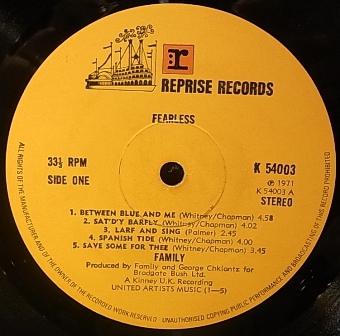 r
REPRISE RECORDS
FEARLESS
33⅓ RPM
SIDE ONE
K 54003
℗ 1971
K 54003 A
STEREO
1. BETWEEN BLUE AND ME (Whitney/Chapman) 4.58
2. SAT'DY BARFLY (Whitney/Chapman) 4.02
3. LARF AND SING (Palmer) 2.45
4. SPANISH TIDE (Whitney/Chapman) 4.00
5. SAVE SOME FOR THEE (Whitney/Chapman) 3.45
FAMILY
Produced by Family and George Chkiantz for
Bradgate Bush Ltd.
A Kinney U.K. Recording
UNITED ARTISTS MUSIC (1—5)
ALL RIGHTS OF THE MANUFACTURER AND OF THE OWNER OF THE RECORDED WORK RESERVED · UNAUTHORISED COPYING PUBLIC PERFORMANCE AND BROADCASTING OF THIS RECORD PROHIBITED